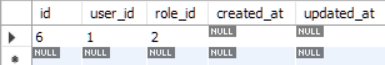 id user_id role_id created_at updated_at
6 1 2 NULL NULL
NULL NULL NULL NULL NULL